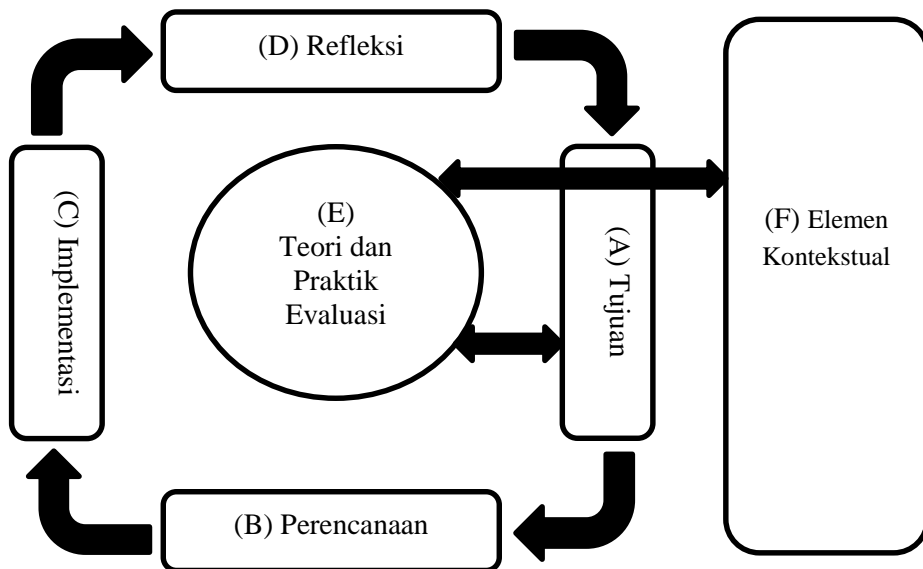 (D) Refleksi
(C) Implementasi
(E)
Teori dan
Praktik
Evaluasi
(A) Tujuan
(F) Elemen
Kontekstual
(B) Perencanaan